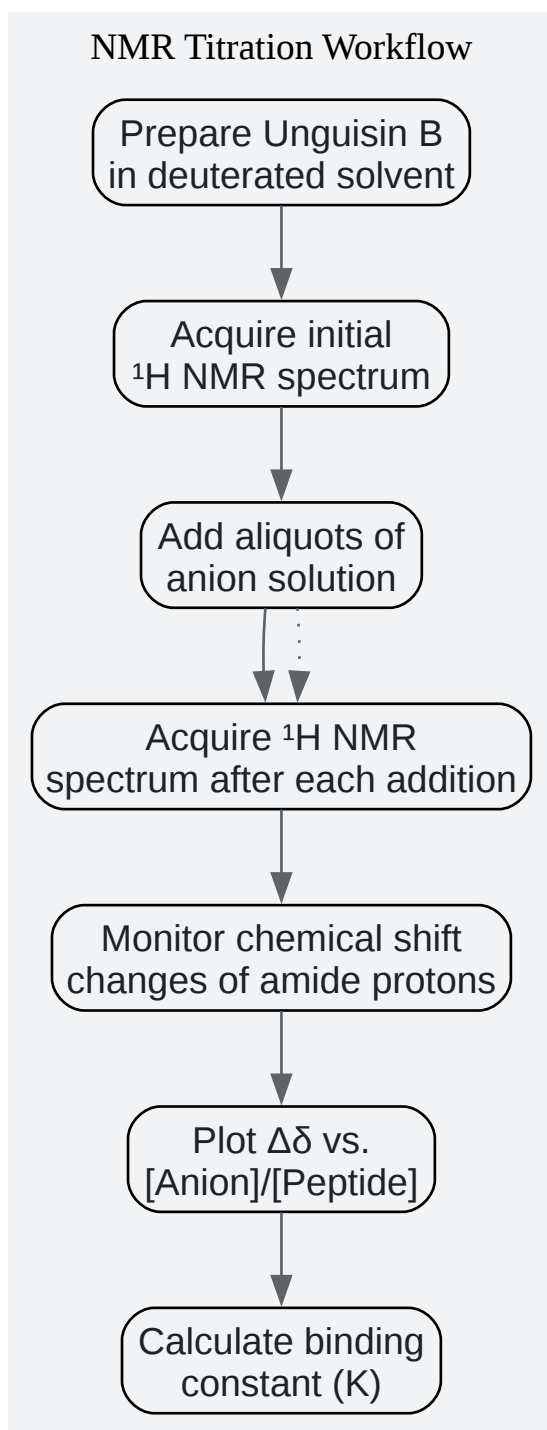 NMR Titration Workflow
Prepare Unguisin B
in deuterated solvent
Acquire initial
¹H NMR spectrum
Add aliquots of
anion solution
Acquire ¹H NMR
spectrum after each addition
Monitor chemical shift
changes of amide protons
Plot Δδ vs.
[Anion]/[Peptide]
Calculate binding
constant (K)